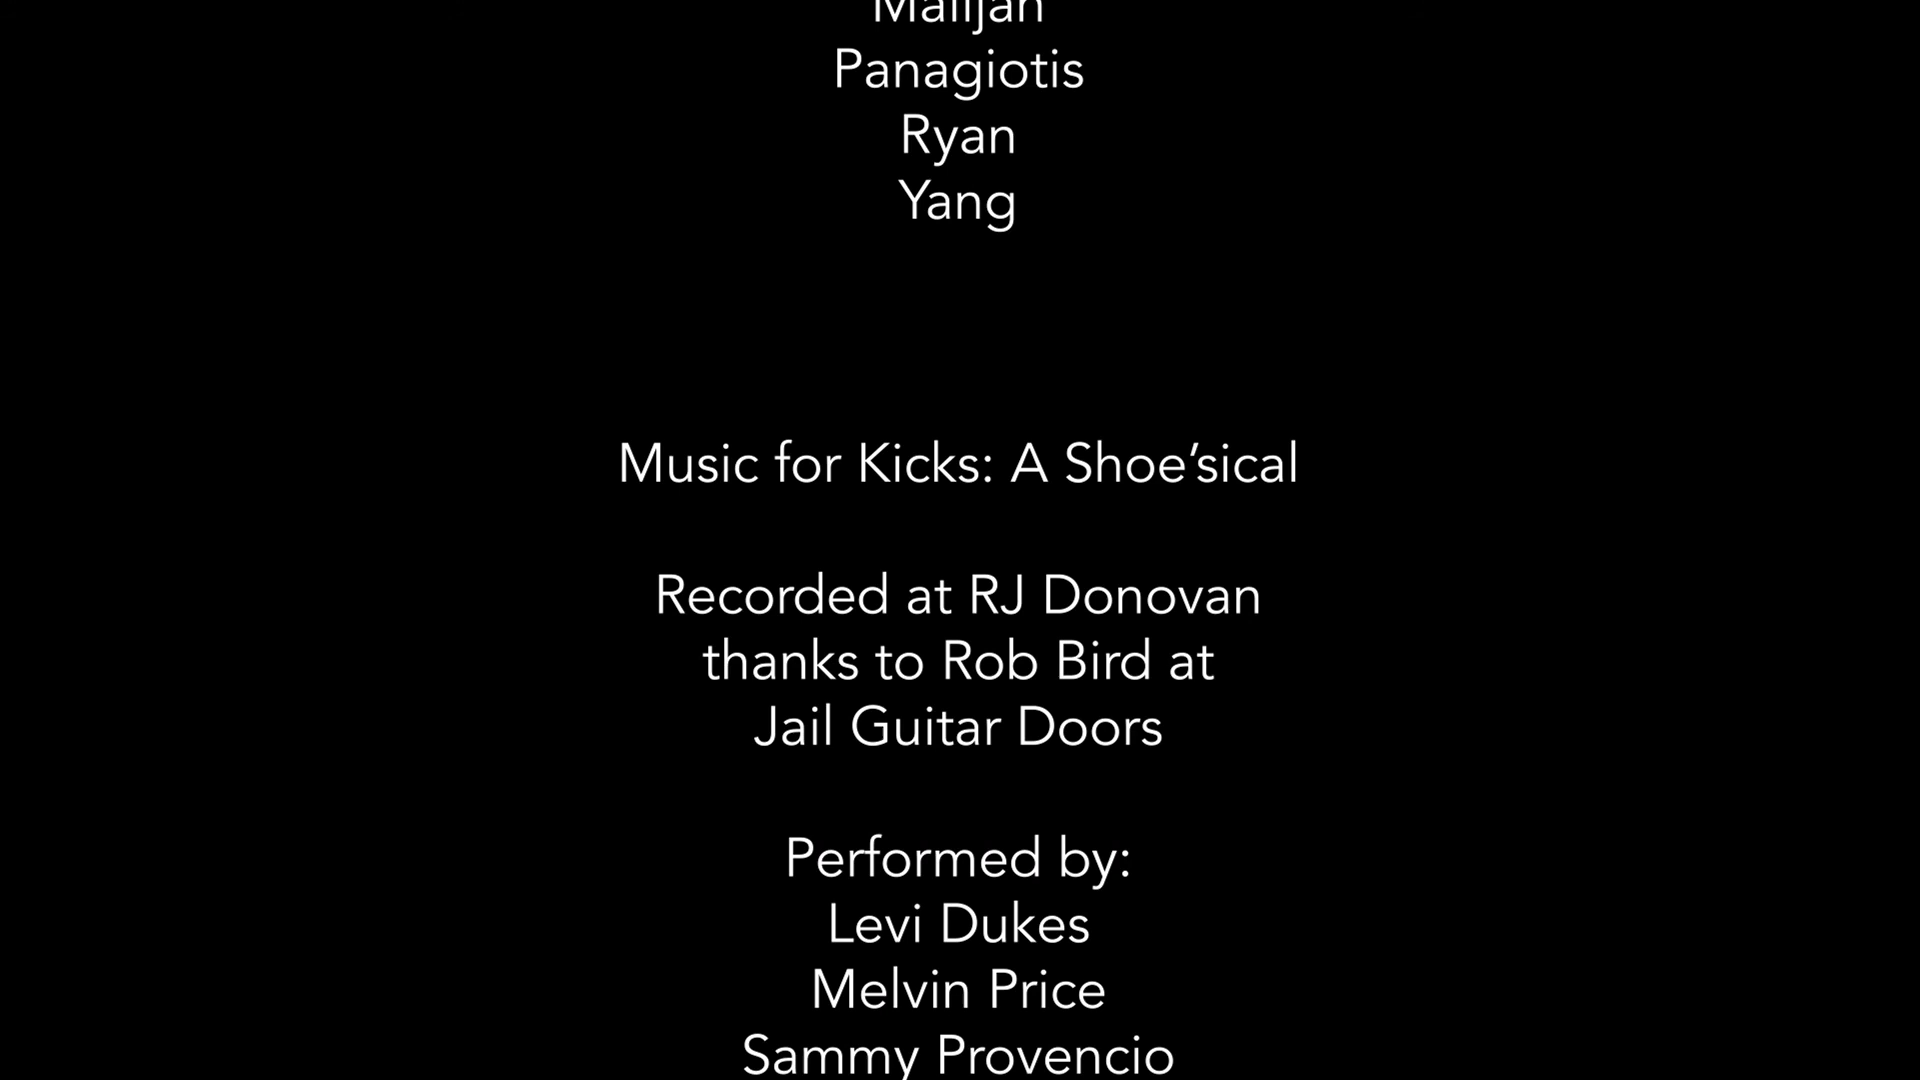 Malijan
Panagiotis
Ryan
Yang
Music for Kicks: A Shoe’sical
Recorded at RJ Donovan
thanks to Rob Bird at
Jail Guitar Doors
Performed by:
Levi Dukes
Melvin Price
Sammy Provencio